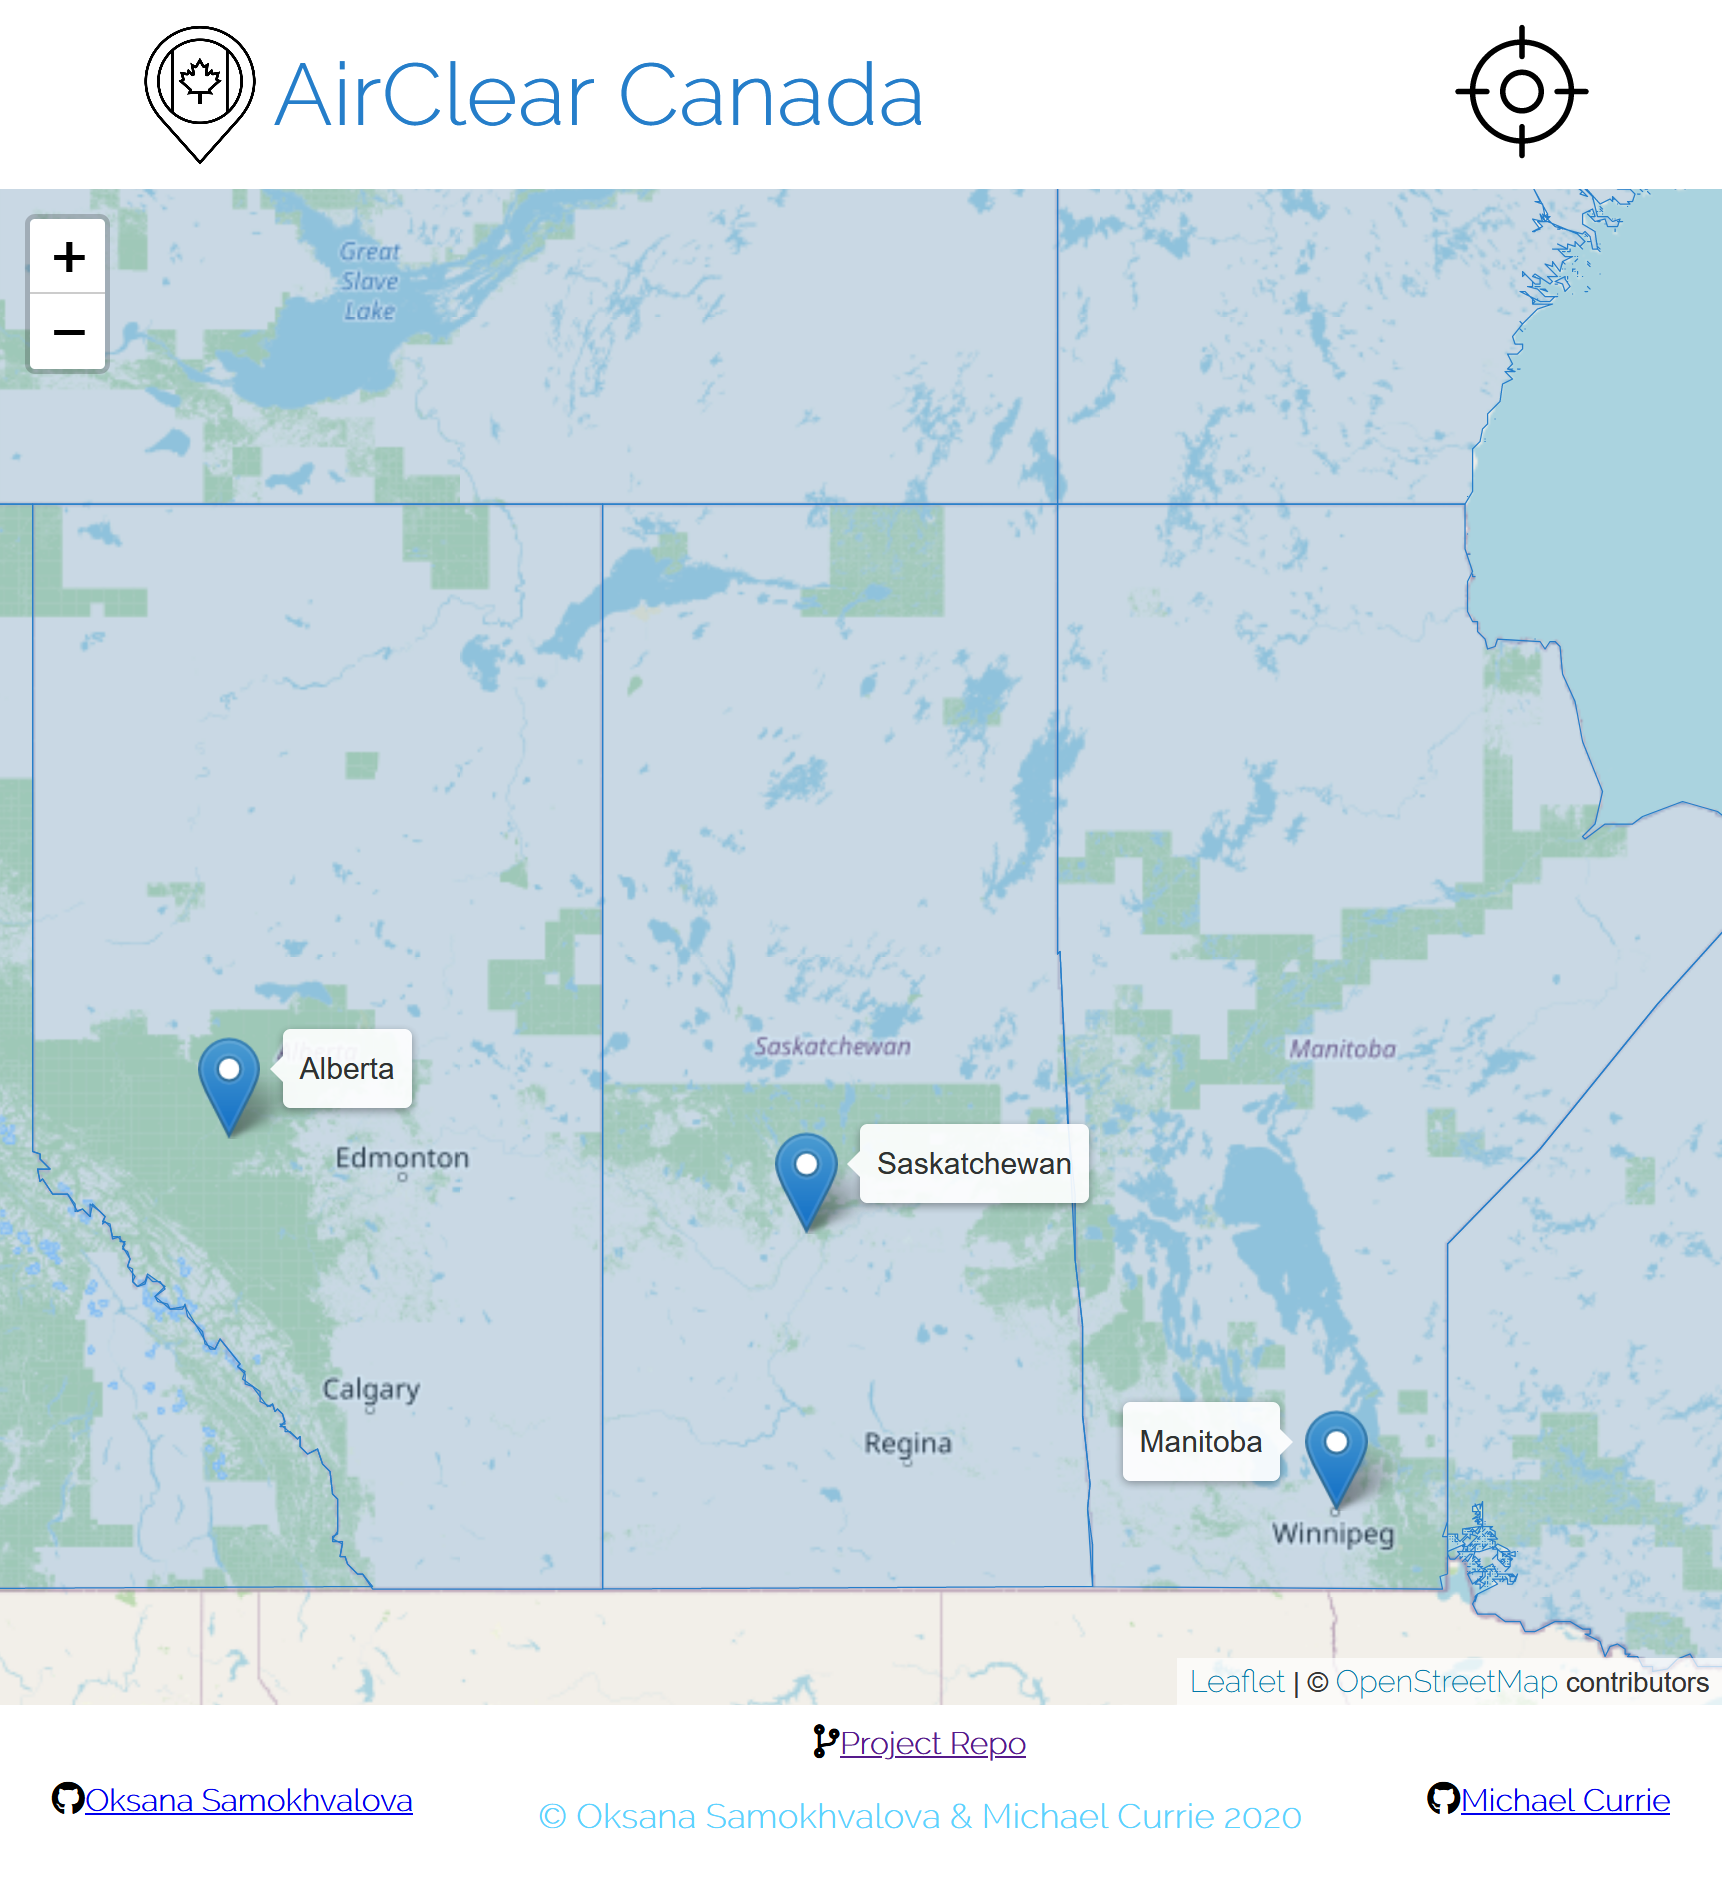 AirClear Canada
+
−
Great
Slave
Lake
Alberta
Saskatchewan
Manitoba
Alberta
Edmonton
Saskatchewan
Calgary
Regina
Manitoba
Winnipeg
Leaflet | © OpenStreetMap contributors
Project Repo
Oksana Samokhvalova
© Oksana Samokhvalova & Michael Currie 2020
Michael Currie